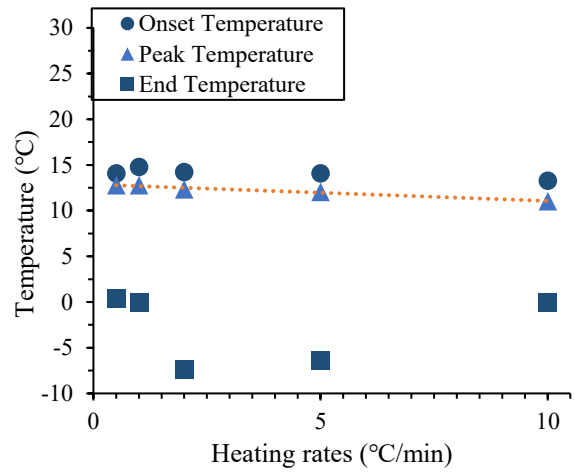 Onset Temperature
Peak Temperature
End Temperature
30
25
20
15
10
5
0
-5
-10
Temperature (℃)
0
5
10
Heating rates (℃/min)